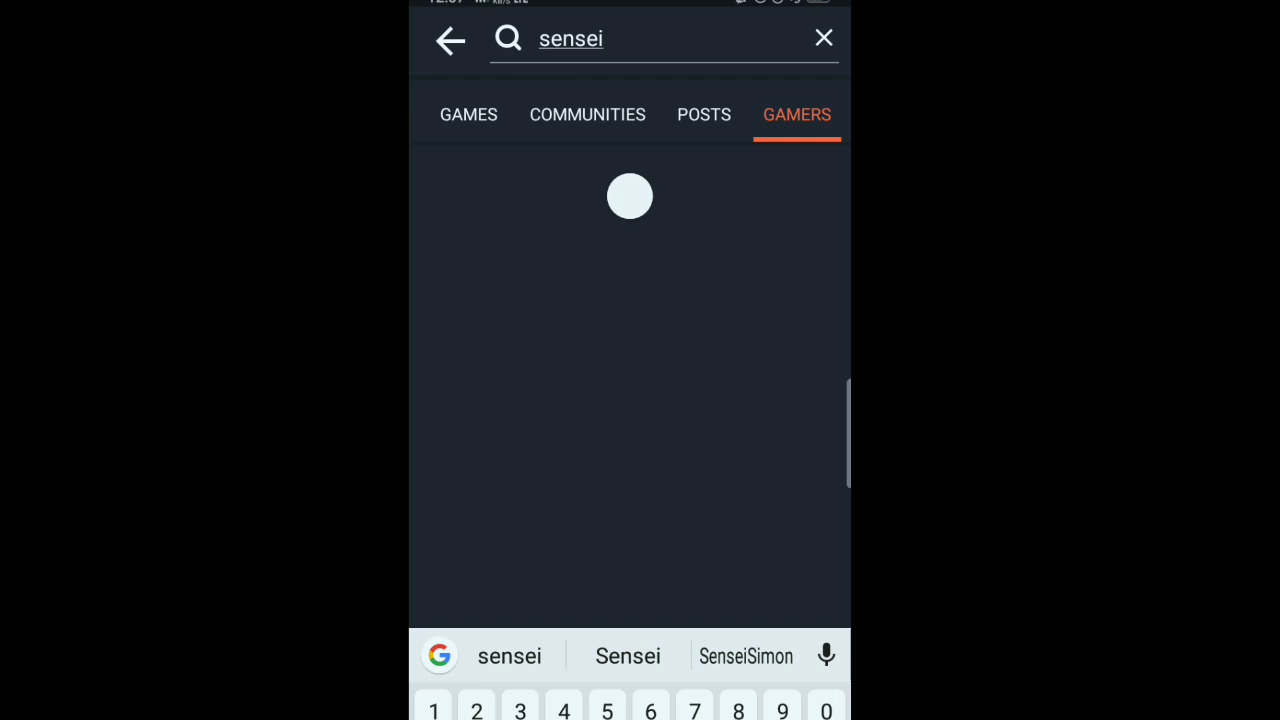 sensei
GAMES COMMUNITIES POSTS GAMERS
sensei Sensei SenseiSimon
1 2 3 4 5 6 7 8 9 0